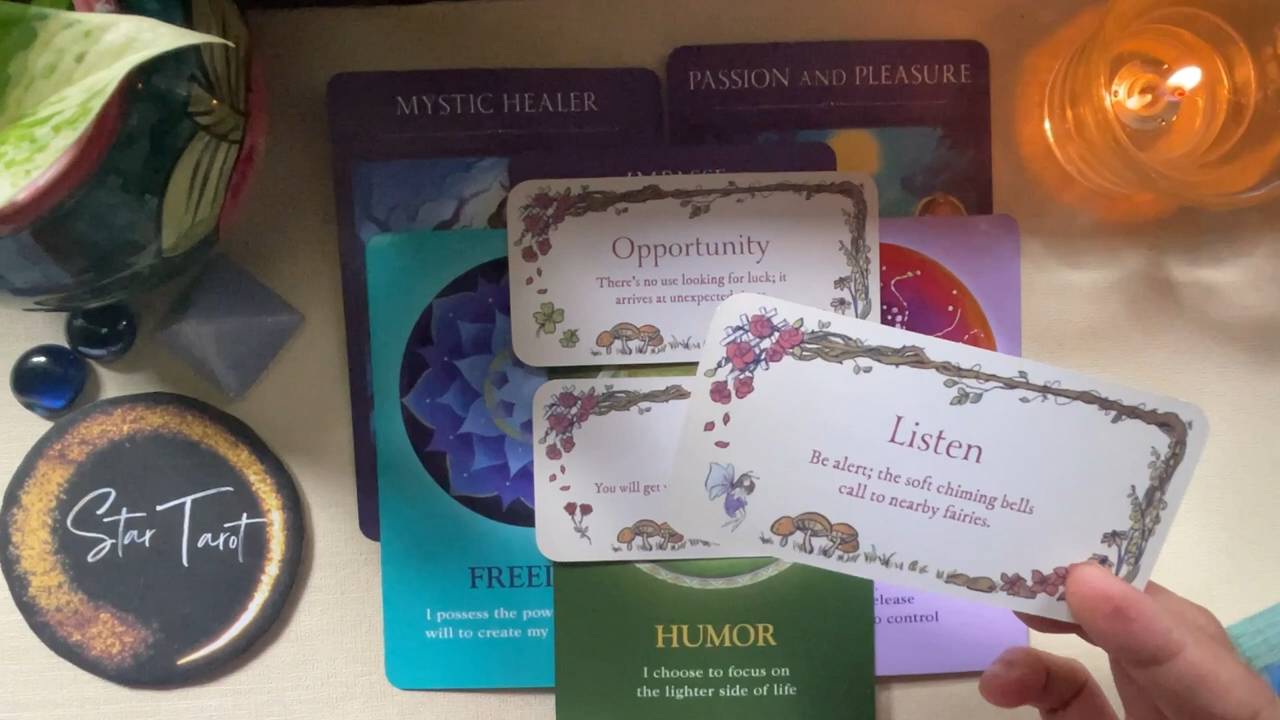 MYSTIC HEALER
PASSION AND PLEASURE
IMPASSE
Opportunity
There's no use looking for luck; it
arrives at unexpected
Listen
Be alert; the soft chiming bells
call to nearby fairies.
You will get
Star Tarot
I possess the pow
will to create my
elease
o control
HUMOR
I choose to focus on
the lighter side of life